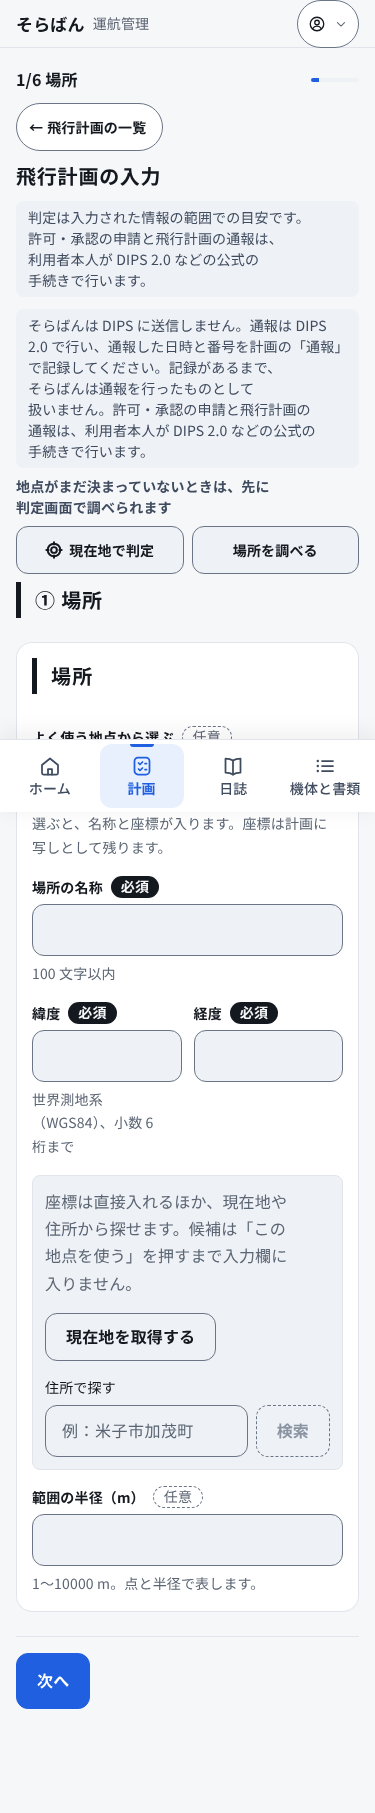 そらばん 運航管理
1/6 場所
← 飛行計画の一覧
飛行計画の入力
判定は入力された情報の範囲での目安です。
許可・承認の申請と飛行計画の通報は、
利用者本人が DIPS 2.0 などの公式の
手続きで行います。
そらばんは DIPS に送信しません。通報は DIPS
2.0 で行い、通報した日時と番号を計画の「通報」
で記録してください。記録があるまで、
そらばんは通報を行ったものとして
扱いません。許可・承認の申請と飛行計画の
通報は、利用者本人が DIPS 2.0 などの公式の
手続きで行います。
地点がまだ決まっていないときは、先に
判定画面で調べられます
現在地で判定 場所を調べる
① 場所
場所
よく使う地点から選ぶ 任意
ホーム 計画 日誌 機体と書類
選ぶと、名称と座標が入ります。座標は計画に
写しとして残ります。
場所の名称 必須
100 文字以内
緯度 必須 経度 必須
世界測地系
（WGS84）、小数 6
桁まで
座標は直接入れるほか、現在地や
住所から探せます。候補は「この
地点を使う」を押すまで入力欄に
入りません。
現在地を取得する
住所で探す
例：米子市加茂町 検索
範囲の半径（m） 任意
1〜10000 m。点と半径で表します。
次へ